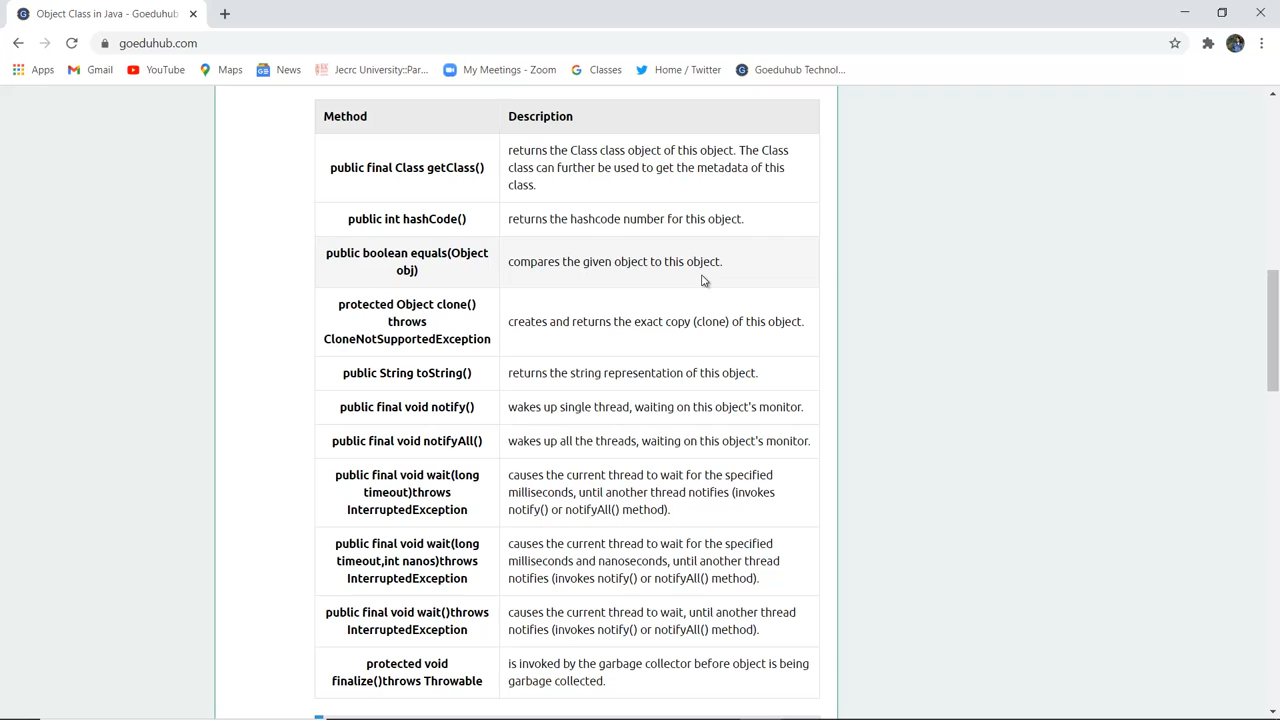 Object Class in Java - Goeduhub
goeduhub.com
Apps
Gmail
YouTube
Maps
News
Jecrc University::Par...
My Meetings - Zoom
Classes
Home / Twitter
Goeduhub Technol...
Method
Description
public final Class getClass()
returns the Class class object of this object. The Class
class can further be used to get the metadata of this
class.
public int hashCode()
returns the hashcode number for this object.
public boolean equals(Object
obj)
compares the given object to this object.
protected Object clone()
throws
CloneNotSupportedException
creates and returns the exact copy (clone) of this object.
public String toString()
returns the string representation of this object.
public final void notify()
wakes up single thread, waiting on this object's monitor.
public final void notifyAll()
wakes up all the threads, waiting on this object's monitor.
public final void wait(long
timeout)throws
InterruptedException
causes the current thread to wait for the specified
milliseconds, until another thread notifies (invokes
notify() or notifyAll() method).
public final void wait(long
timeout,int nanos)throws
InterruptedException
causes the current thread to wait for the specified
milliseconds and nanoseconds, until another thread
notifies (invokes notify() or notifyAll() method).
public final void wait()throws
InterruptedException
causes the current thread to wait, until another thread
notifies (invokes notify() or notifyAll() method).
protected void
finalize()throws Throwable
is invoked by the garbage collector before object is being
garbage collected.